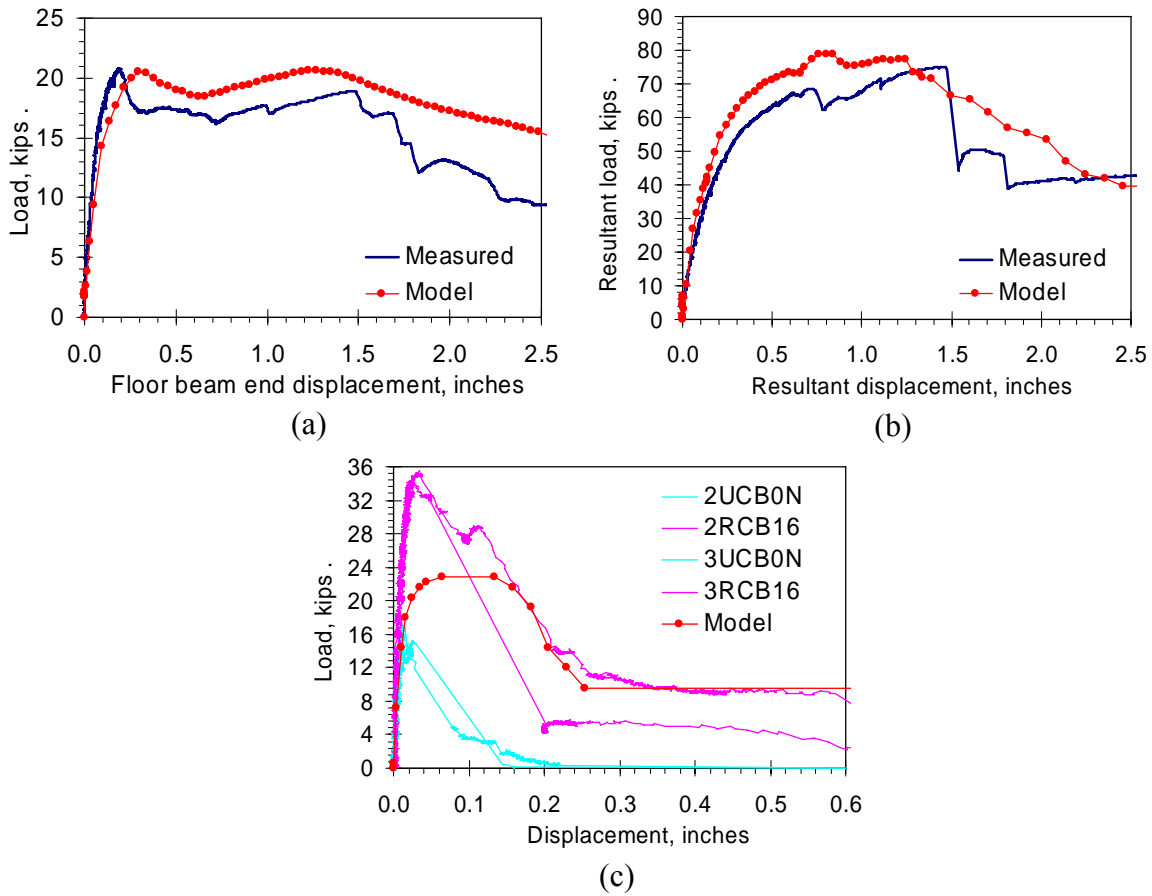 25
20
15
10
5
0
Load, kips .
Measured
Model
0.0 0.5 1.0 1.5 2.0 2.5
Floor beam end displacement, inches
(a)
90
80
70
60
50
40
30
20
10
0
Resultant load, kips .
Measured
Model
0.0 0.5 1.0 1.5 2.0 2.5
Resultant displacement, inches
(b)
36
32
28
24
20
16
12
8
4
0
Load, kips .
2UCB0N
2RCB16
3UCB0N
3RCB16
Model
0.0 0.1 0.2 0.3 0.4 0.5 0.6
Displacement, inches
(c)